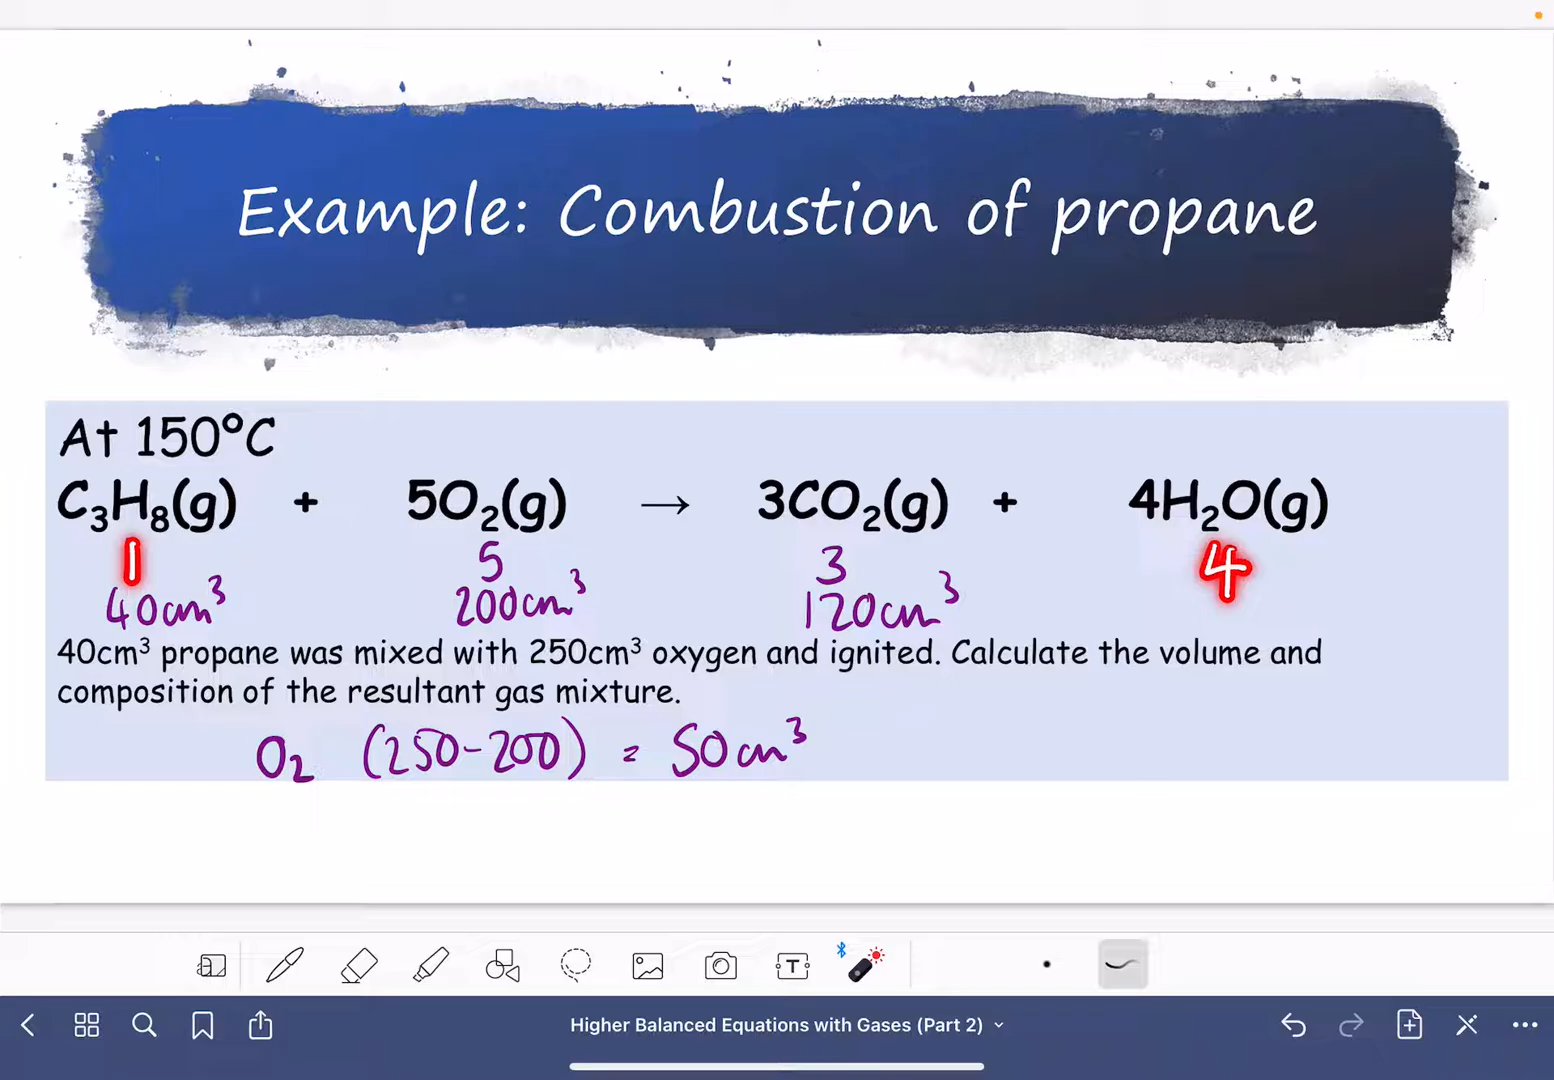 Example: Combustion of propane
At 150°C
C₃H₈(g) + 5O₂(g) → 3CO₂(g) + 4H₂O(g)
1 5 3 4
40cm³ 200cm³ 120cm³
40cm³ propane was mixed with 250cm³ oxygen and ignited. Calculate the volume and
composition of the resultant gas mixture.
O₂ (250-200) = 50cm³
T
Higher Balanced Equations with Gases (Part 2)